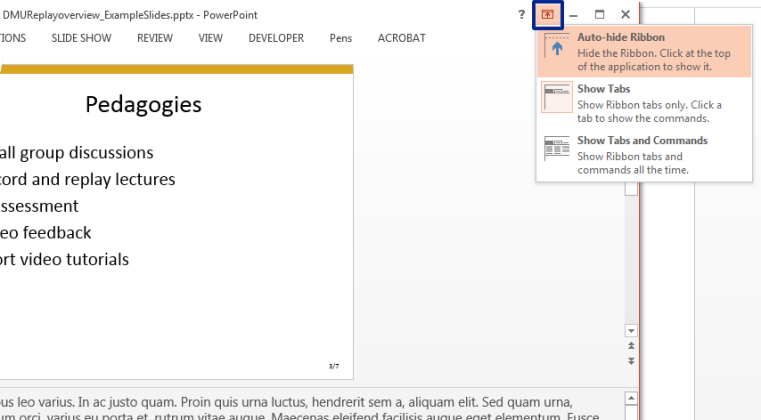 DMUReplayoverview_ExampleSlides.pptx - PowerPoint
?
IONS SLIDE SHOW REVIEW VIEW DEVELOPER Pens ACROBAT
Auto-hide Ribbon
Hide the Ribbon. Click at the top
of the application to show it.
Show Tabs
Show Ribbon tabs only. Click a
tab to show the commands.
Show Tabs and Commands
Show Ribbon tabs and
commands all the time.
Pedagogies
all group discussions
cord and replay lectures
ssessment
eo feedback
ort video tutorials
3/7
us leo varius. In ac justo quam. Proin quis urna luctus, hendrerit sem a, aliquam elit. Sed quam urna,
um orci, varius eu porta et, rutrum vitae augue. Maecenas eleifend facilisis augue eget elementum. Fusce